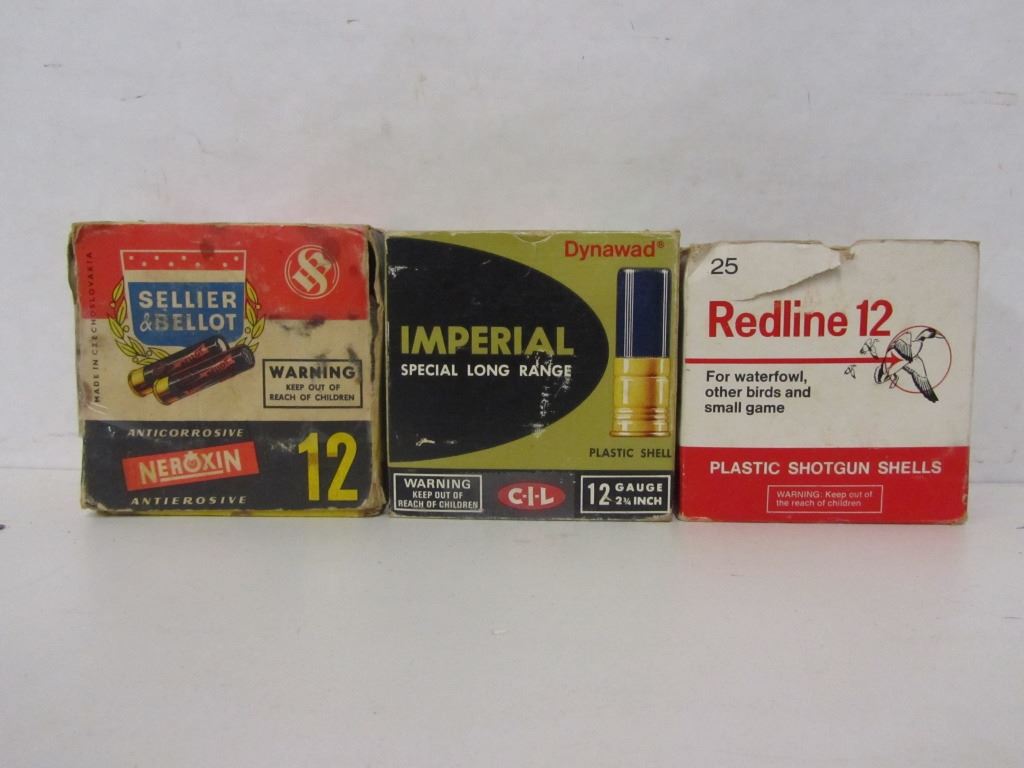 MADE IN CZECHOSLOVAKIA
SELLIER
& BELLOT
WARNING
KEEP OUT OF
REACH OF CHILDREN
ANTICORROSIVE
NEROXIN
ANTIEROSIVE
12
Dynawad®
IMPERIAL
SPECIAL LONG RANGE
PLASTIC SHELL
WARNING
KEEP OUT OF
REACH OF CHILDREN
C-I-L
12 GAUGE
2¾ INCH
25
Redline 12
For waterfowl,
other birds and
small game
PLASTIC SHOTGUN SHELLS
WARNING: Keep out of
the reach of children